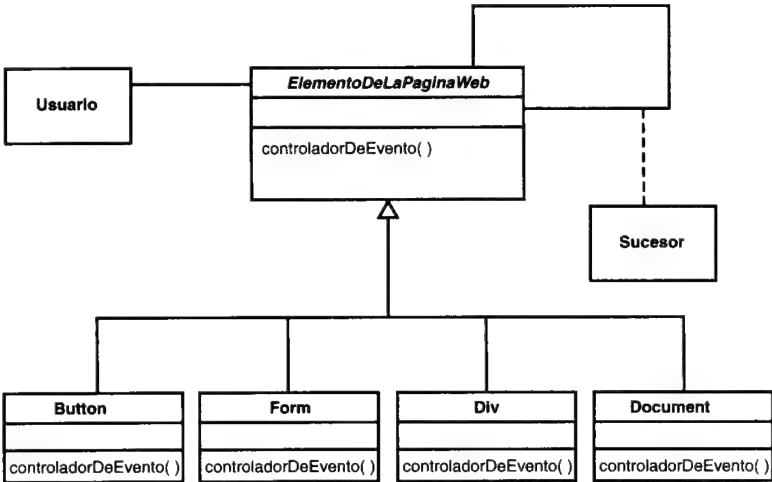 ElementoDeLaPaginaWeb
Usuario
controladorDeEvento( )
Sucesor
Button
Form
Div
Document
controladorDeEvento( )
controladorDeEvento( )
controladorDeEvento( )
controladorDeEvento( )